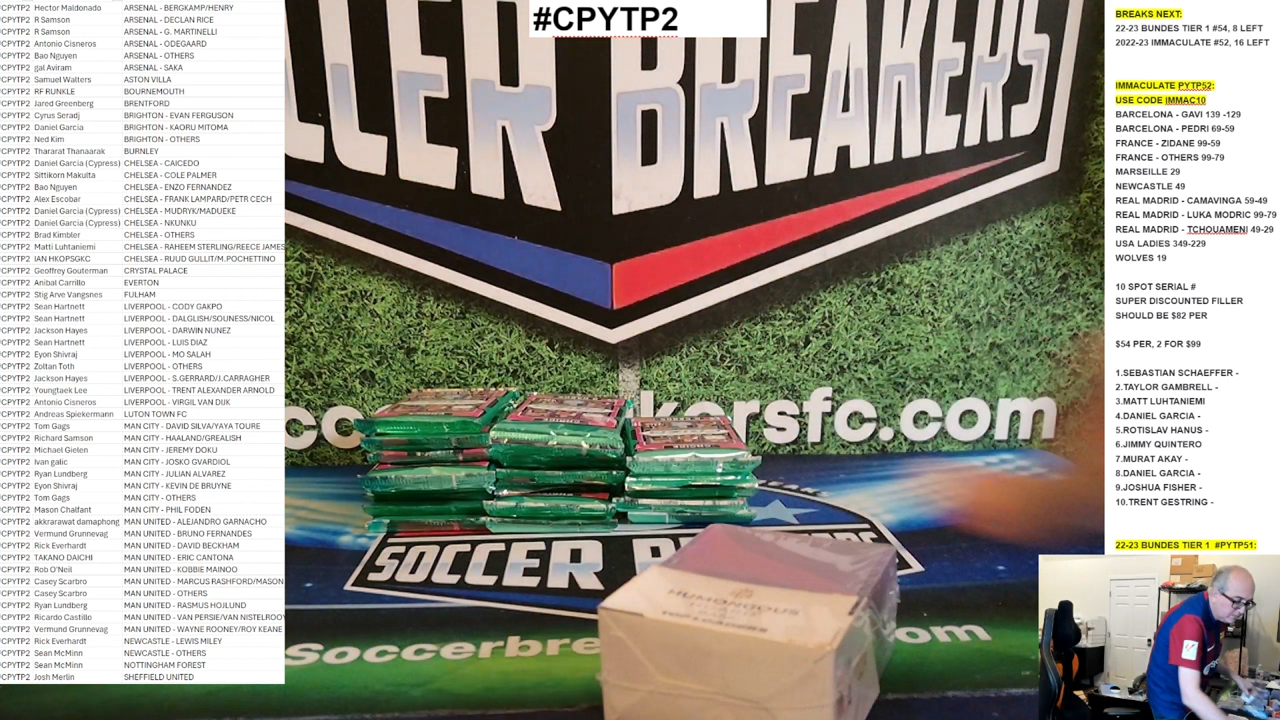 #CPYTP2
CPYTP2 Hector Maldonado ARSENAL - BERGKAMP/HENRY
CPYTP2 R Samson ARSENAL - DECLAN RICE
CPYTP2 R Samson ARSENAL - G. MARTINELLI
CPYTP2 Antonio Cisneros ARSENAL - ODEGAARD
CPYTP2 Bao Nguyen ARSENAL - OTHERS
CPYTP2 gal Aviram ARSENAL - SAKA
CPYTP2 Samuel Walters ASTON VILLA
CPYTP2 RF RUNKLE BOURNEMOUTH
CPYTP2 Jared Greenberg BRENTFORD
CPYTP2 Cyrus Seradj BRIGHTON - EVAN FERGUSON
CPYTP2 Daniel Garcia BRIGHTON - KAORU MITOMA
CPYTP2 Ned Kim BRIGHTON - OTHERS
CPYTP2 Thararat Thanaarak BURNLEY
CPYTP2 Daniel Garcia (Cypress) CHELSEA - CAICEDO
CPYTP2 Sittikorn Makulta CHELSEA - COLE PALMER
CPYTP2 Bao Nguyen CHELSEA - ENZO FERNANDEZ
CPYTP2 Alex Escobar CHELSEA - FRANK LAMPARD/PETR CECH
CPYTP2 Daniel Garcia (Cypress) CHELSEA - MUDRYK/MADUEKE
CPYTP2 Daniel Garcia (Cypress) CHELSEA - NKUNKU
CPYTP2 Brad Kimbler CHELSEA - OTHERS
CPYTP2 Matti Luhtaniemi CHELSEA - RAHEEM STERLING/REECE JAMES
CPYTP2 IAN HKOPSGKC CHELSEA - RUUD GULLIT/M.POCHETTINO
CPYTP2 Geoffrey Gouterman CRYSTAL PALACE
CPYTP2 Anibal Carrillo EVERTON
CPYTP2 Stig Arve Vangsnes FULHAM
CPYTP2 Sean Hartnett LIVERPOOL - CODY GAKPO
CPYTP2 Sean Hartnett LIVERPOOL - DALGLISH/SOUNESS/NICOL
CPYTP2 Jackson Hayes LIVERPOOL - DARWIN NUNEZ
CPYTP2 Sean Hartnett LIVERPOOL - LUIS DIAZ
CPYTP2 Eyon Shivraj LIVERPOOL - MO SALAH
CPYTP2 Zoltan Toth LIVERPOOL - OTHERS
CPYTP2 Jackson Hayes LIVERPOOL - S.GERRARD/J.CARRAGHER
CPYTP2 Youngtaek Lee LIVERPOOL - TRENT ALEXANDER ARNOLD
CPYTP2 Antonio Cisneros LIVERPOOL - VIRGIL VAN DIJK
CPYTP2 Andreas Spiekermann LUTON TOWN FC
CPYTP2 Tom Gags MAN CITY - DAVID SILVA/YAYA TOURE
CPYTP2 Richard Samson MAN CITY - HAALAND/GREALISH
CPYTP2 Michael Gielen MAN CITY - JEREMY DOKU
CPYTP2 Ivan galic MAN CITY - JOSKO GVARDIOL
CPYTP2 Ryan Lundberg MAN CITY - JULIAN ALVAREZ
CPYTP2 Eyon Shivraj MAN CITY - KEVIN DE BRUYNE
CPYTP2 Tom Gags MAN CITY - OTHERS
CPYTP2 Mason Chalfant MAN CITY - PHIL FODEN
CPYTP2 akkrarawat damaphong MAN UNITED - ALEJANDRO GARNACHO
CPYTP2 Vermund Grunnevag MAN UNITED - BRUNO FERNANDES
CPYTP2 Rick Everhardt MAN UNITED - DAVID BECKHAM
CPYTP2 TAKANO DAICHI MAN UNITED - ERIC CANTONA
CPYTP2 Rob O'Neil MAN UNITED - KOBBIE MAINOO
CPYTP2 Casey Scarbro MAN UNITED - MARCUS RASHFORD/MASON
CPYTP2 Casey Scarbro MAN UNITED - OTHERS
CPYTP2 Ryan Lundberg MAN UNITED - RASMUS HOJLUND
CPYTP2 Ricardo Castillo MAN UNITED - VAN PERSIE/VAN NISTELROOY
CPYTP2 Vermund Grunnevag MAN UNITED - WAYNE ROONEY/ROY KEANE
CPYTP2 Rick Everhardt NEWCASTLE - LEWIS MILEY
CPYTP2 Sean McMinn NEWCASTLE - OTHERS
CPYTP2 Sean McMinn NOTTINGHAM FOREST
CPYTP2 Josh Merlin SHEFFIELD UNITED
BREAKERS
kersfc.com
SOCCER
Soccerbre
om
BREAKS NEXT:
22-23 BUNDES TIER 1 #54, 8 LEFT
2022-23 IMMACULATE #52, 16 LEFT
IMMACULATE PYTP52:
USE CODE IMMAC10
BARCELONA - GAVI 139 -129
BARCELONA - PEDRI 69-59
FRANCE - ZIDANE 99-59
FRANCE - OTHERS 99-79
MARSEILLE 29
NEWCASTLE 49
REAL MADRID - CAMAVINGA 59-49
REAL MADRID - LUKA MODRIC 99-79
REAL MADRID - TCHOUAMENI 49-29
USA LADIES 349-229
WOLVES 19
10 SPOT SERIAL #
SUPER DISCOUNTED FILLER
SHOULD BE $82 PER
$54 PER, 2 FOR $99
1.SEBASTIAN SCHAEFFER -
2.TAYLOR GAMBRELL -
3.MATT LUHTANIEMI
4.DANIEL GARCIA -
5.ROTISLAV HANUS -
6.JIMMY QUINTERO
7.MURAT AKAY -
8.DANIEL GARCIA -
9.JOSHUA FISHER -
10.TRENT GESTRING -
22-23 BUNDES TIER 1 #PYTP51: